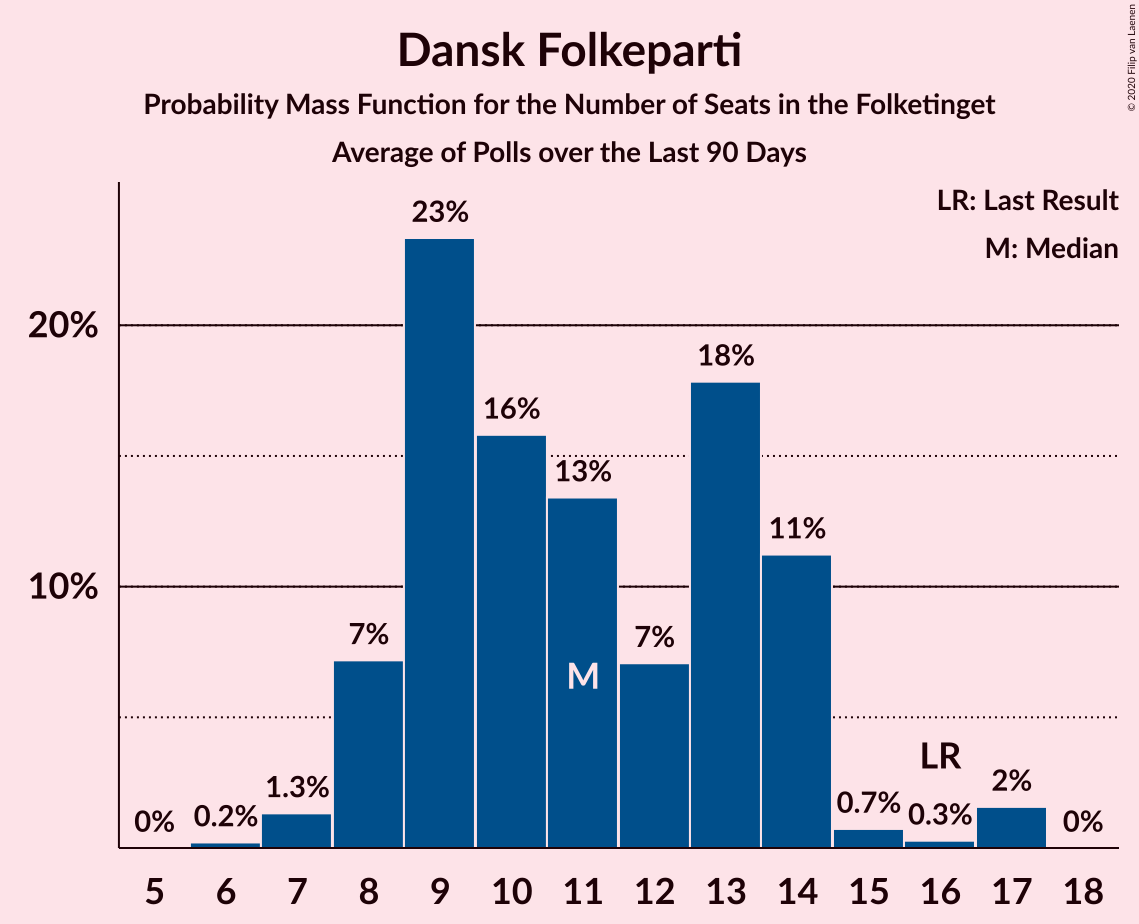 Dansk Folkeparti
Probability Mass Function for the Number of Seats in the Folketinget
Average of Polls over the Last 90 Days
© 2020 Filip van Laenen
LR: Last Result
M: Median
23%
20%
18%
16%
13%
11%
10%
7%
7%
M
LR
2%
1.3%
0.7%
0.3%
0.2%
0%
0%
5 6 7 8 9 10 11 12 13 14 15 16 17 18